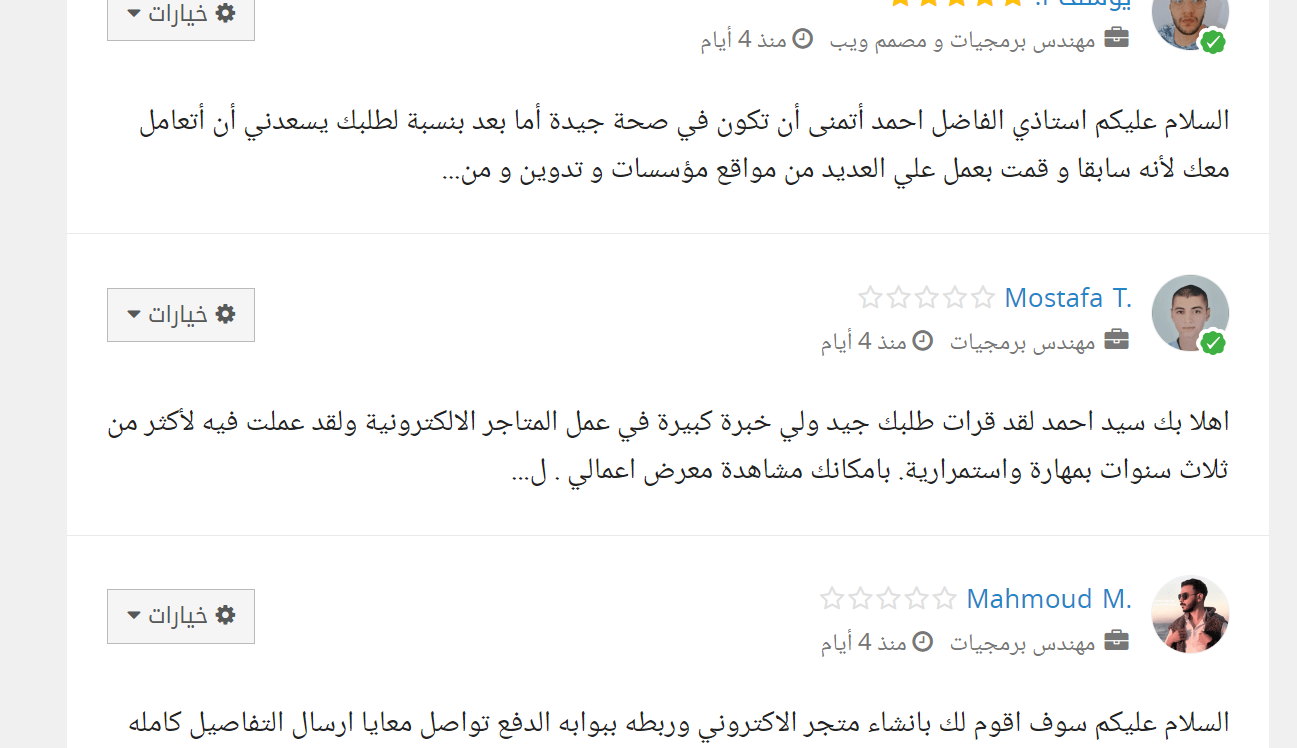 يوسف ا.
خيارات
مهندس برمجيات و مصمم ويب منذ 4 أيام
السلام عليكم استاذي الفاضل احمد أتمنى أن تكون في صحة جيدة أما بعد بنسبة لطلبك يسعدني أن أتعامل
معك لأنه سابقا و قمت بعمل علي العديد من مواقع مؤسسات و تدوين و من...
Mostafa T.
خيارات
مهندس برمجيات منذ 4 أيام
اهلا بك سيد احمد لقد قرات طلبك جيد ولي خبرة كبيرة في عمل المتاجر الالكترونية ولقد عملت فيه لأكثر من
ثلاث سنوات بمهارة واستمرارية. بامكانك مشاهدة معرض اعمالي . ل...
Mahmoud M.
خيارات
مهندس برمجيات منذ 4 أيام
السلام عليكم سوف اقوم لك بانشاء متجر الاكتروني وربطه ببوابه الدفع تواصل معايا ارسال التفاصيل كامله